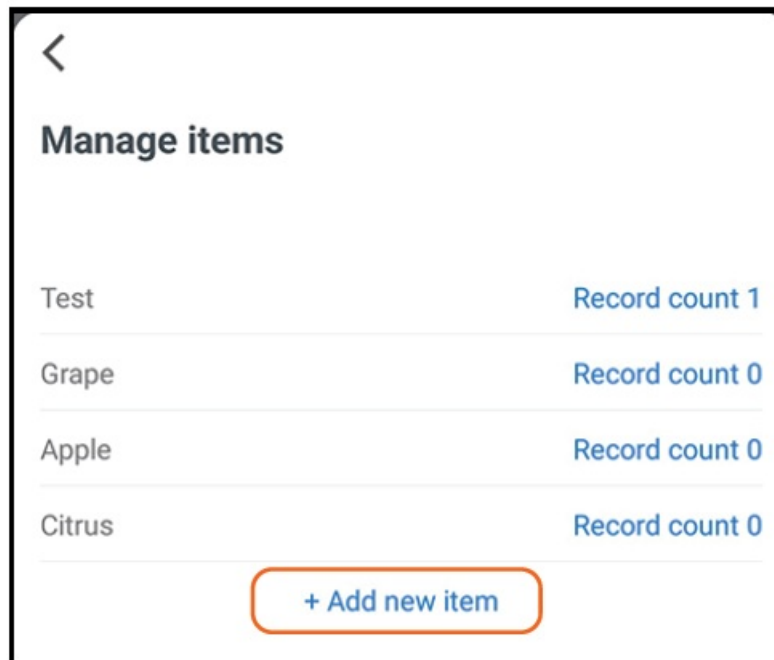 Manage items
Test Record count 1
Grape Record count 0
Apple Record count 0
Citrus Record count 0
+ Add new item